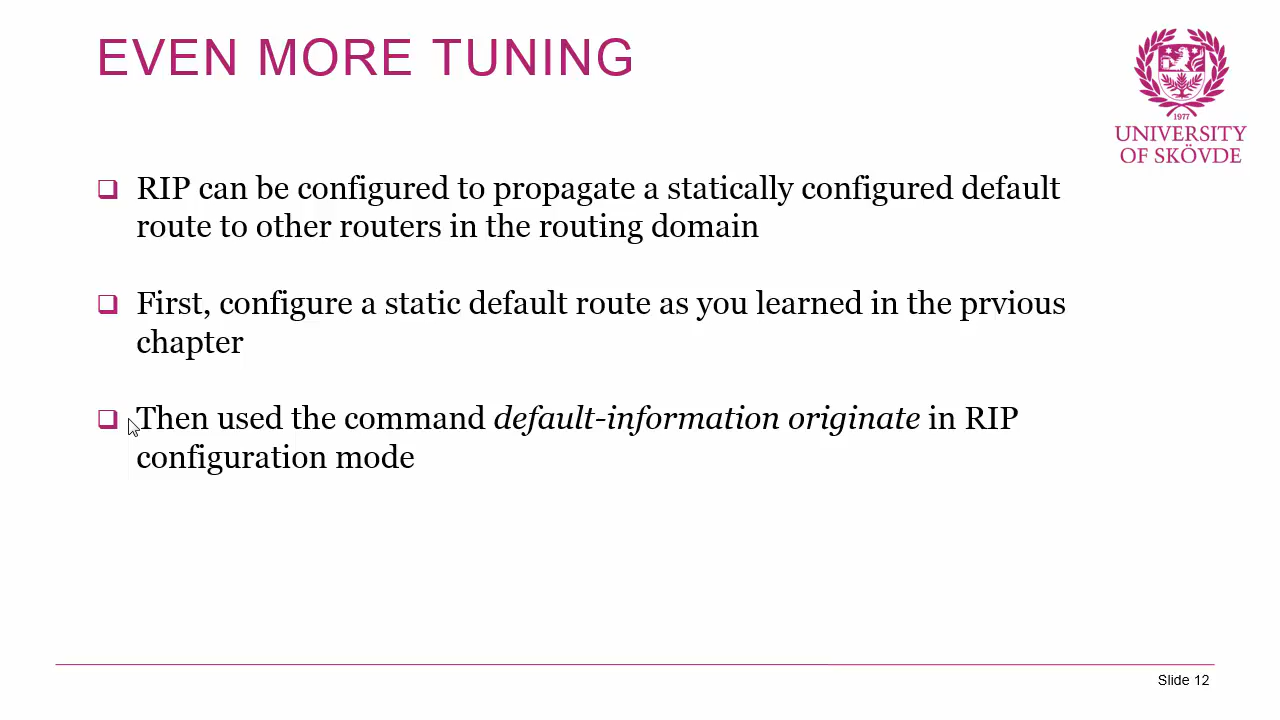 EVEN MORE TUNING
1977
UNIVERSITY
OF SKÖVDE
RIP can be configured to propagate a statically configured default
route to other routers in the routing domain
First, configure a static default route as you learned in the prvious
chapter
Then used the command default-information originate in RIP
configuration mode
Slide 12